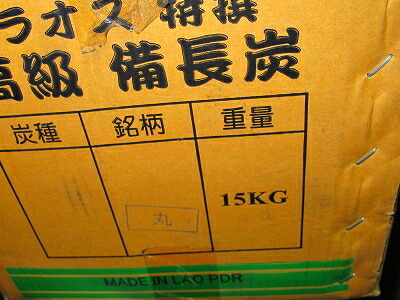 ラオス 特撰
高級 備長炭
炭種 銘柄 重量
丸 15KG
MADE IN LAO PDR